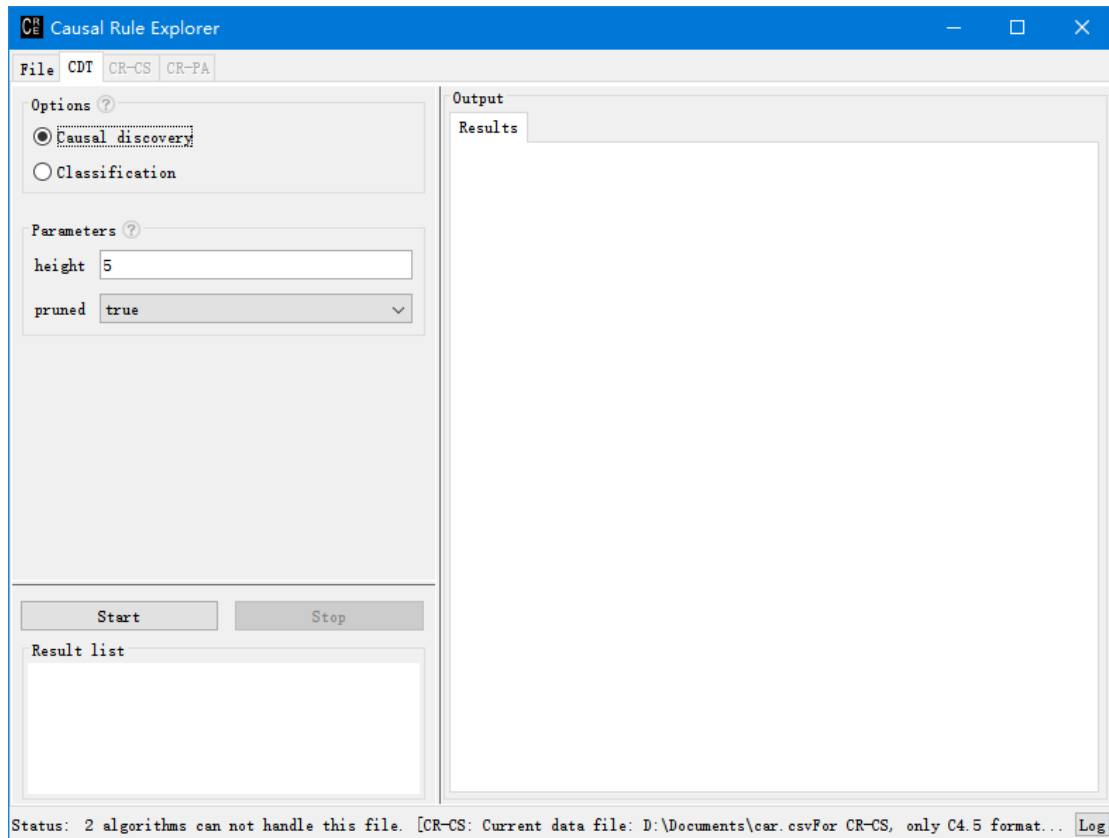 CRE Causal Rule Explorer
File CDT CR-CS CR-PA
Options ?
Causal discovery
Classification
Parameters ?
height 5
pruned true
Start Stop
Result list
Output
Results
Status: 2 algorithms can not handle this file. [CR-CS: Current data file: D:\Documents\car.csvFor CR-CS, only C4.5 format... Log